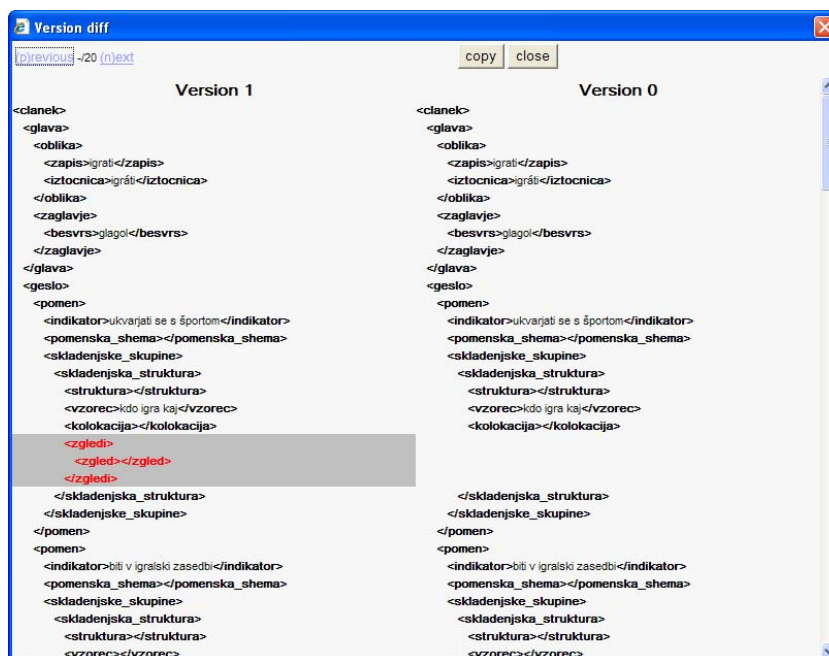 Version diff
(p)revious -/20 (n)ext
copy close
Version 1
<clanek>
<glava>
<oblika>
<zapis>igrati</zapis>
<iztocnica>igráti</iztocnica>
</oblika>
<zaglavje>
<besvrs>glagol</besvrs>
</zaglavje>
</glava>
<geslo>
<pomen>
<indikator>ukvarjati se s športom</indikator>
<pomenska_shema></pomenska_shema>
<skladenjske_skupine>
<skladenjska_struktura>
<struktura></struktura>
<vzorec>kdo igra kaj</vzorec>
<kolokacija></kolokacija>
<zgledi>
<zgled></zgled>
</zgledi>
</skladenjska_struktura>
</skladenjske_skupine>
</pomen>
<pomen>
<indikator>biti v igralski zasedbi</indikator>
<pomenska_shema></pomenska_shema>
<skladenjske_skupine>
<skladenjska_struktura>
<struktura></struktura>
<vzorec></vzorec>
Version 0
<clanek>
<glava>
<oblika>
<zapis>igrati</zapis>
<iztocnica>igráti</iztocnica>
</oblika>
<zaglavje>
<besvrs>glagol</besvrs>
</zaglavje>
</glava>
<geslo>
<pomen>
<indikator>ukvarjati se s športom</indikator>
<pomenska_shema></pomenska_shema>
<skladenjske_skupine>
<skladenjska_struktura>
<struktura></struktura>
<vzorec>kdo igra kaj</vzorec>
<kolokacija></kolokacija>
</skladenjska_struktura>
</skladenjske_skupine>
</pomen>
<pomen>
<indikator>biti v igralski zasedbi</indikator>
<pomenska_shema></pomenska_shema>
<skladenjske_skupine>
<skladenjska_struktura>
<struktura></struktura>
<vzorec></vzorec>